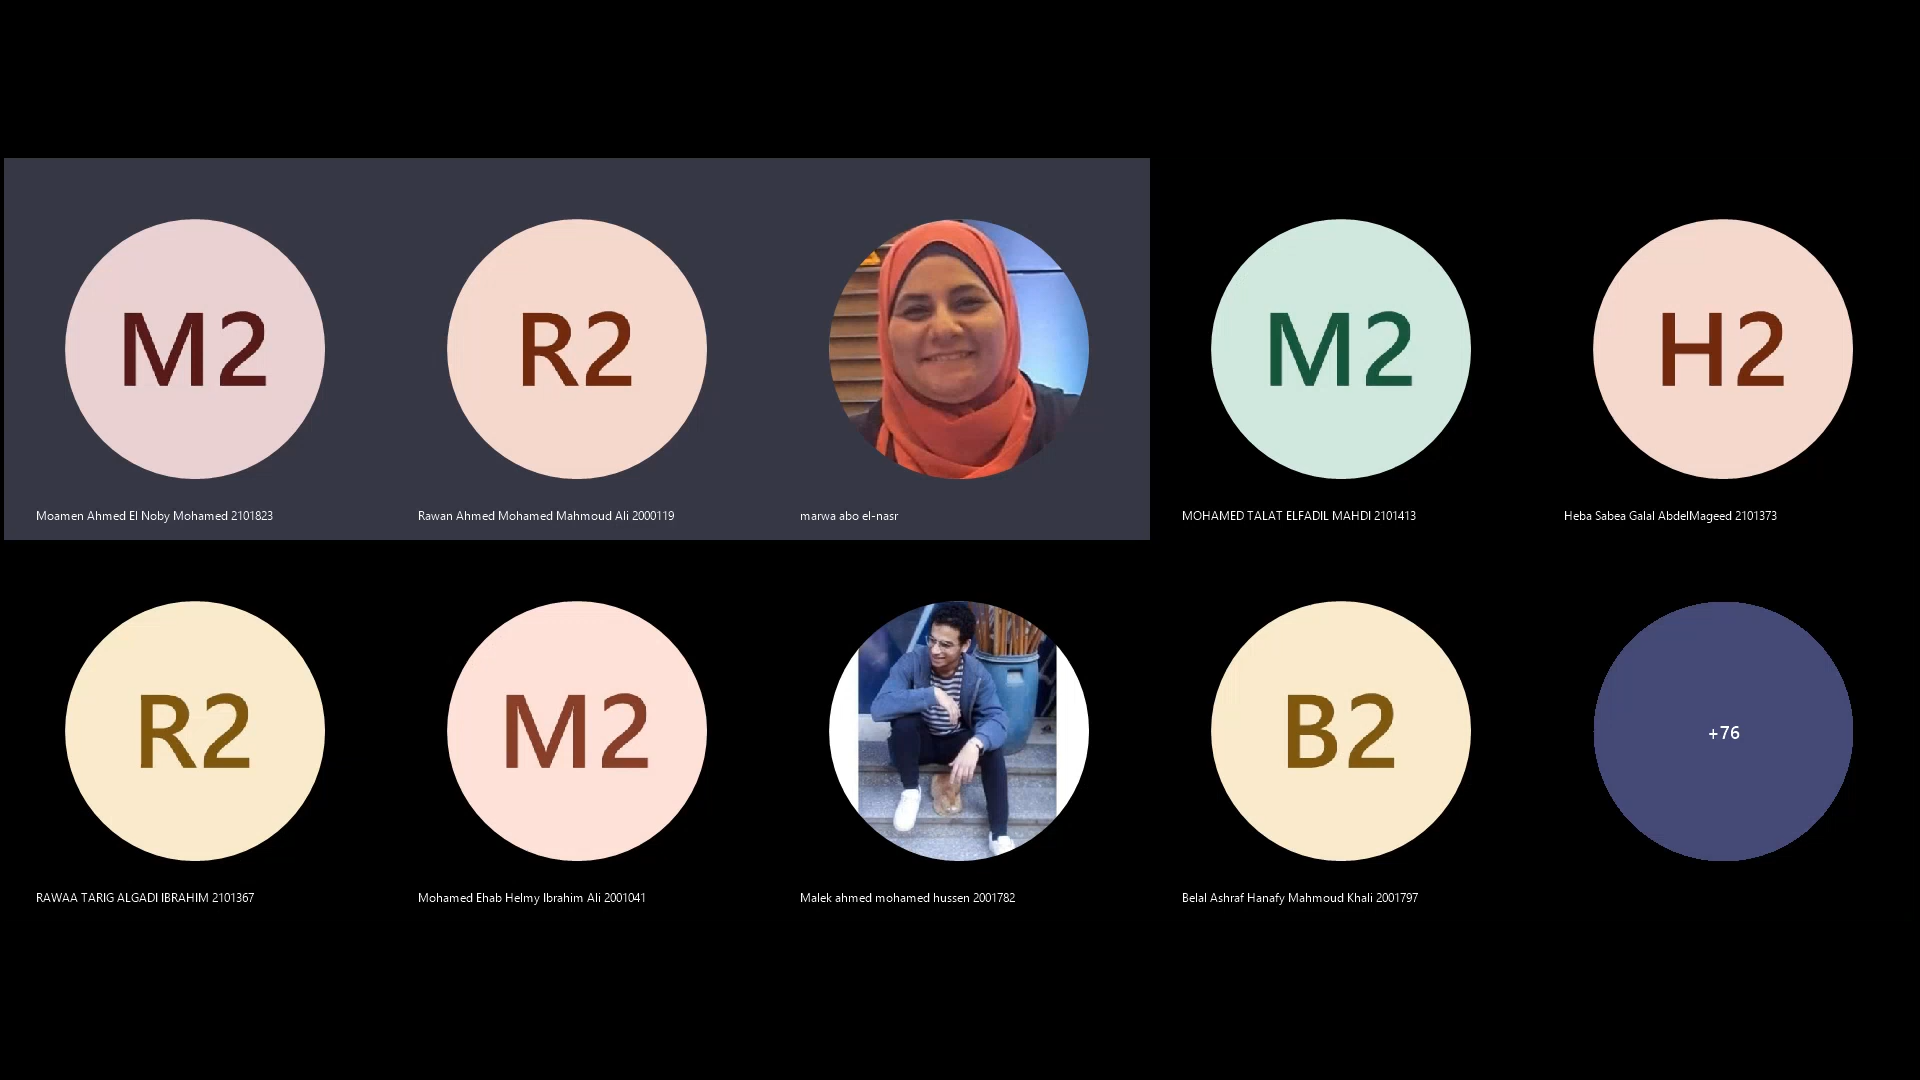 M2
R2
M2
H2
Moamen Ahmed El Noby Mohamed 2101823
Rawan Ahmed Mohamed Mahmoud Ali 2000119
marwa abo el-nasr
MOHAMED TALAT ELFADIL MAHDI 2101413
Heba Sabea Galal AbdelMageed 2101373
R2
M2
B2
+76
RAWAA TARIG ALGADI IBRAHIM 2101367
Mohamed Ehab Helmy Ibrahim Ali 2001041
Malek ahmed mohamed hussen 2001782
Belal Ashraf Hanafy Mahmoud Khali 2001797